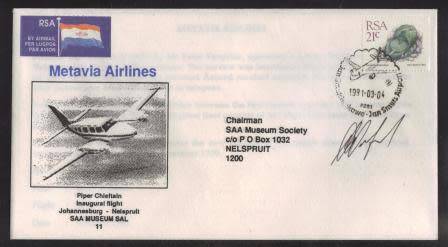 RSA
BY AIRMAIL
PER LUGPOS
PAR AVION
Metavia Airlines
RSA
21c
1991-03-04
Chairman
SAA Museum Society
c/o P O Box 1032
NELSPRUIT
1200
Piper Chieftain
Inaugural flight
Johannesburg - Nelspruit
SAA MUSEUM SAL
11